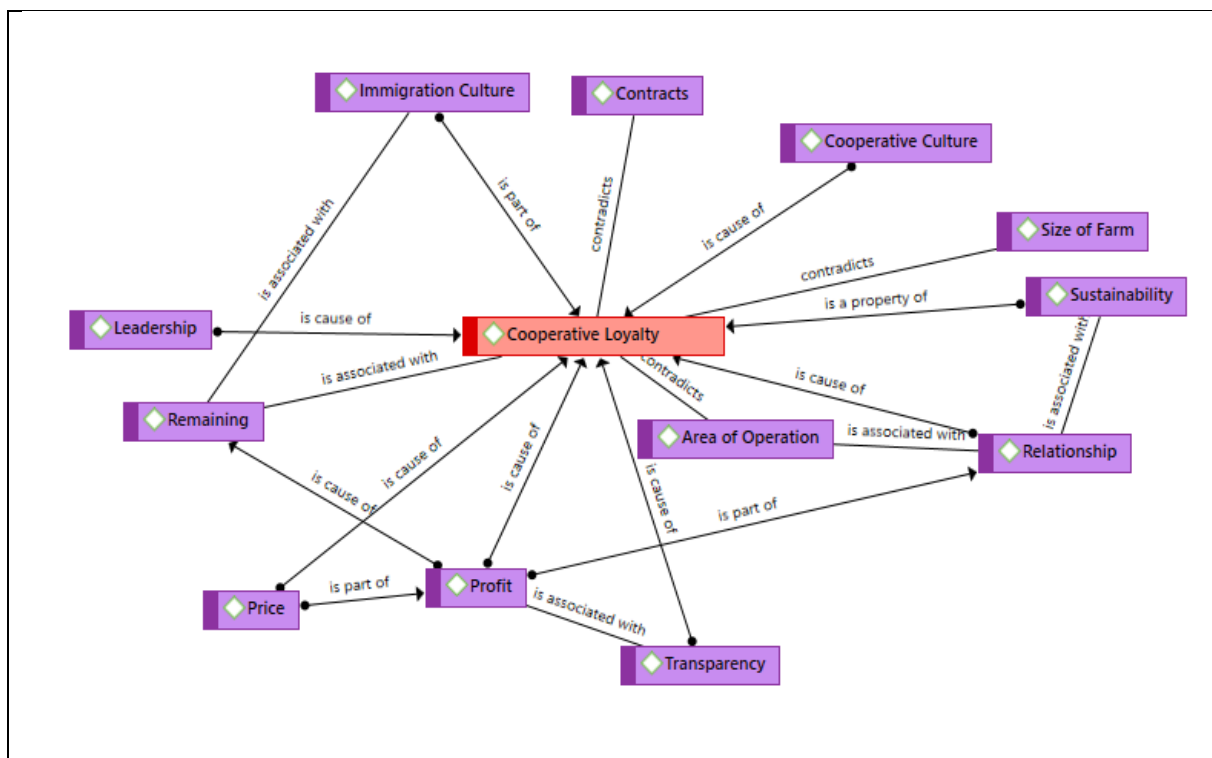 Immigration Culture
Contracts
Cooperative Culture
is part of
contradicts
is cause of
is associated with
Size of Farm
contradicts
Sustainability
is a property of
Leadership
is cause of
Cooperative Loyalty
is associated with
contradicts
is cause of
is associated with
Remaining
Area of Operation
is associated with
Relationship
is cause of
is cause of
is cause of
is cause of
is part of
Price
is part of
Profit
is associated with
Transparency